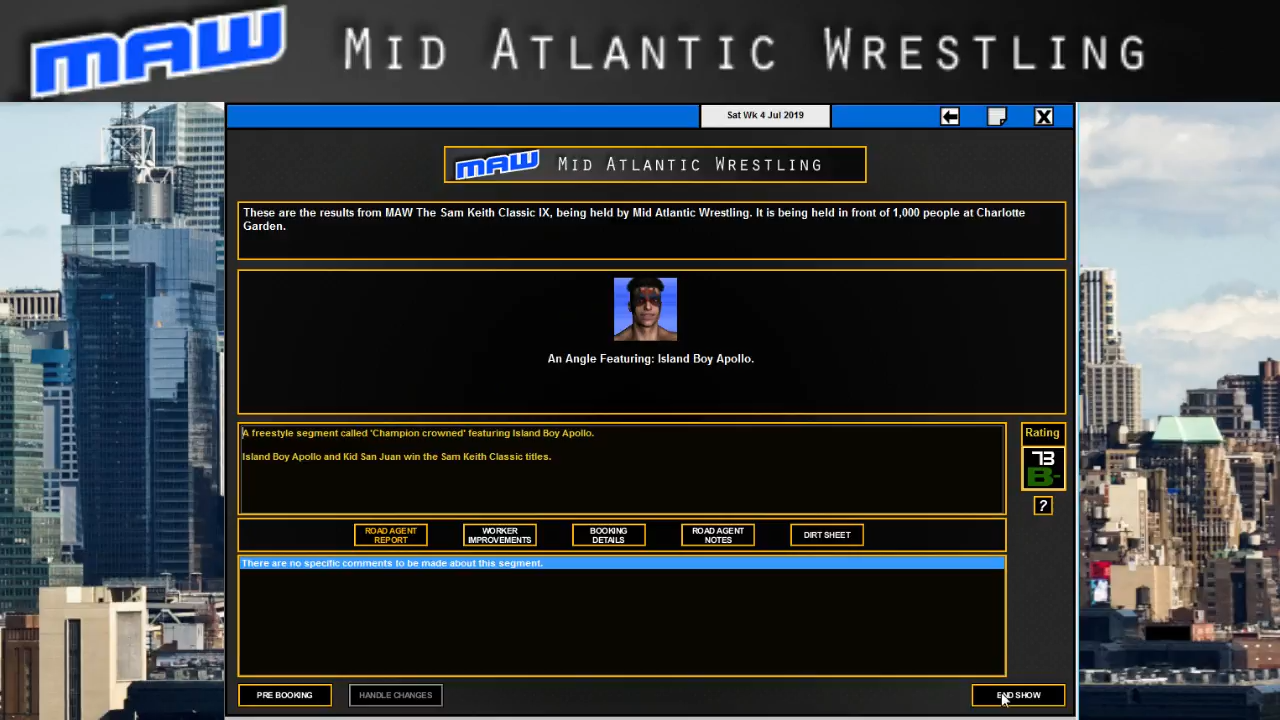 MAW MID ATLANTIC WRESTLING
Sat Wk 4 Jul 2019
MAW MID ATLANTIC WRESTLING
These are the results from MAW The Sam Keith Classic IX, being held by Mid Atlantic Wrestling. It is being held in front of 1,000 people at Charlotte
Garden.
An Angle Featuring: Island Boy Apollo.
A freestyle segment called 'Champion crowned' featuring Island Boy Apollo.
Island Boy Apollo and Kid San Juan win the Sam Keith Classic titles.
Rating
73
B-
?
ROAD AGENT
REPORT
WORKER
IMPROVEMENTS
BOOKING
DETAILS
ROAD AGENT
NOTES
DIRT SHEET
There are no specific comments to be made about this segment.
PRE BOOKING
HANDLE CHANGES
END SHOW